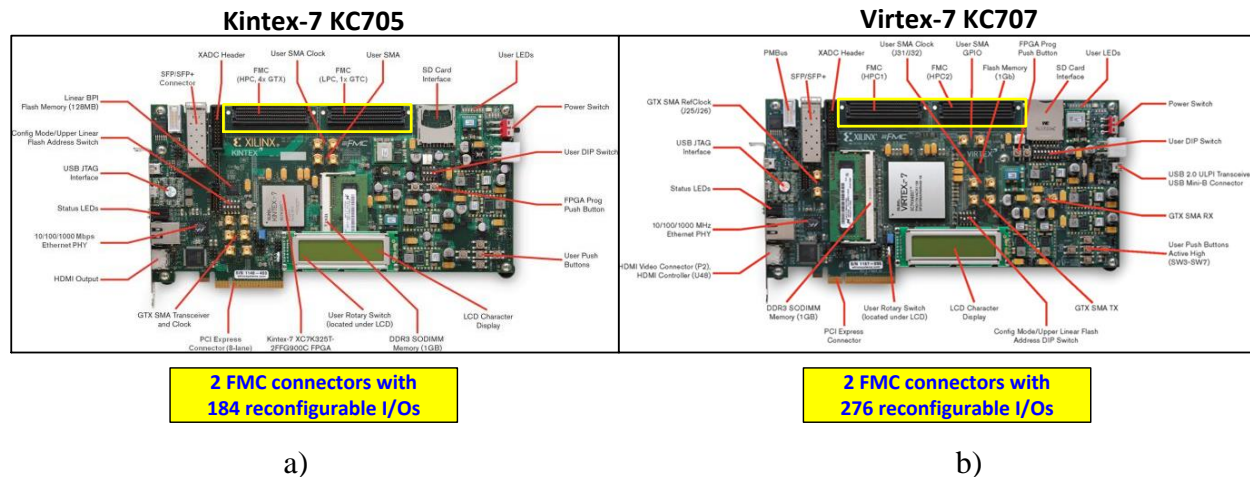 Kintex-7 KC705
XADC Header
User SMA Clock
User SMA
User LEDs
SFP/SFP+
Connector
FMC
(HPC, 4x GTX)
FMC
(LPC, 1x GTC)
SD Card
Interface
Linear BPI
Flash Memory (128MB)
Power Switch
Config Mode/Upper Linear
Flash Address Switch
User DIP Switch
USB JTAG
Interface
FPGA Prog
Push Button
Status LEDs
10/100/1000 Mbps
Ethernet PHY
User Push
Buttons
HDMI Output
XILINX
KINTEX
FMC
KINTEX-7
GTX SMA Transceiver
and Clock
User Rotary Switch
(located under LCD)
LCD Character
Display
PCI Express
Connector (8-lane)
Kintex-7 XC7K325T-
2FFG900C FPGA
DDR3 SODIMM
Memory (1GB)
2 FMC connectors with
184 reconfigurable I/Os
a)
Virtex-7 KC707
PMBus
XADC Header
User SMA Clock
(J31/J32)
User SMA
GPIO
FPGA Prog
Push Button
User LEDs
SFP/SFP+
FMC
(HPC1)
FMC
(HPC2)
Flash Memory
(1Gb)
SD Card
Interface
GTX SMA RefClock
(J25/J26)
Power Switch
USB JTAG
Interface
User DIP Switch
Status LEDs
USB 2.0 ULPI Transceiver
USB Mini-B Connector
10/100/1000 MHz
Ethernet PHY
GTX SMA RX
HDMI Video Connector (P2),
HDMI Controller (U48)
User Push Buttons
Active High
(SW3-SW7)
XILINX
FMC
VIRTEX
VIRTEX-7
DDR3 SODIMM
Memory (1GB)
User Rotary Switch
(located under LCD)
LCD Character
Display
GTX SMA TX
PCI Express
Connector
Config Mode/Upper Linear Flash
Address DIP Switch
2 FMC connectors with
276 reconfigurable I/Os
b)